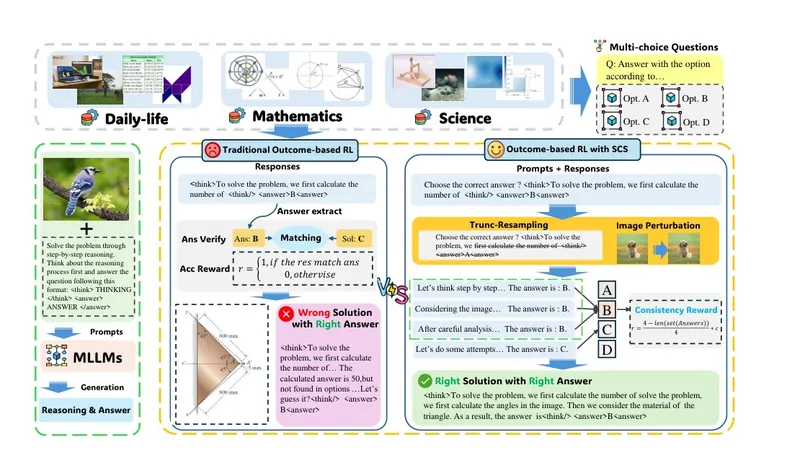 Multi-choice Questions
Q: Answer with the option
according to…
Opt. A
Opt. B
Opt. C
Opt. D
Daily-life
Mathematics
Science
Solve the problem through
step-by-step reasoning.
Think about the reasoning
process first and answer the
question following this
format: <think> THINKING
</think> <answer>
ANSWER </answer>
Prompts
MLLMs
Generation
Reasoning & Answer
Traditional Outcome-based RL
Responses
<think>To solve the problem, we first calculate the
number of <think/> <answer>B<answer>
Answer extract
Ans Verify
Ans: B
Matching
Sol: C
Acc Reward
r = {1, if the res match ans
0, othervise
600 mm
5 mm
600 mm
Wrong Solution
with Right Answer
<think>To solve the
problem, we first calculate
the number of… The
calculated answer is 50,but
not found in options …Let's
guess it?<think/> <answer>
B<answer>
VS
Outcome-based RL with SCS
Prompts + Responses
Choose the correct answer ? <think>To solve the problem, we first calculate the
number of <think/> <answer>B<answer>
Trunc-Resampling
Choose the correct answer ? <think>To solve the
problem, we first calculate the number of <think/>
<answer>A<answer>
Image Perturbation
Let's think step by step… The answer is : B.
Considering the image… The answer is : B.
After careful analysis… The answer is : B.
Let's do some attempts… The answer is : C.
A
B
C
D
Consistency Reward
r = 4 − len(set(Answers)) / 4 * c
Right Solution with Right Answer
<think>To solve the problem, we first calculate the number of solve the problem,
we first calculate the angles in the image. Then we consider the material of the
triangle. As a result, the answer is<think/> <answer>B<answer>